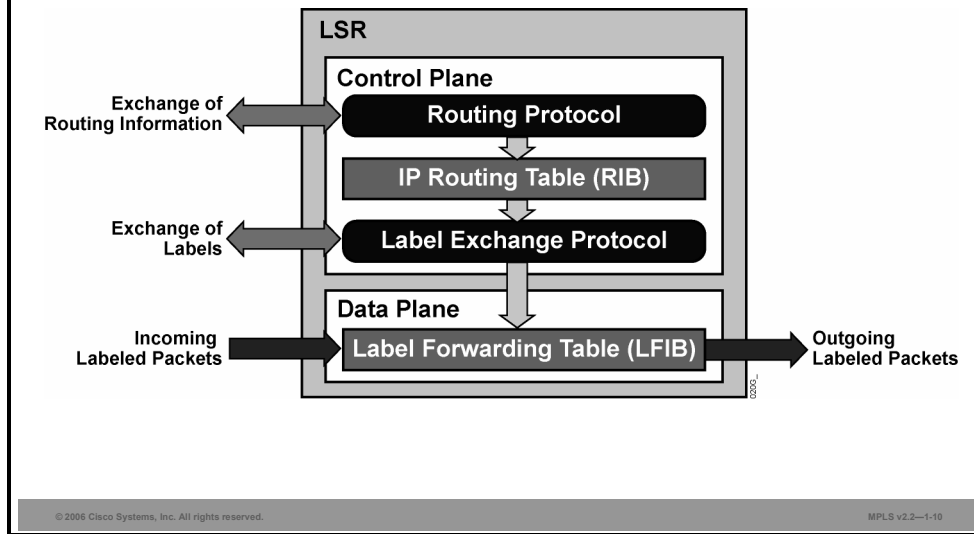 LSR
Control Plane
Exchange of
Routing Information
Routing Protocol
IP Routing Table (RIB)
Exchange of
Labels
Label Exchange Protocol
Data Plane
Incoming
Labeled Packets
Label Forwarding Table (LFIB)
Outgoing
Labeled Packets
020G_
© 2006 Cisco Systems, Inc. All rights reserved.
MPLS v2.2—1-10